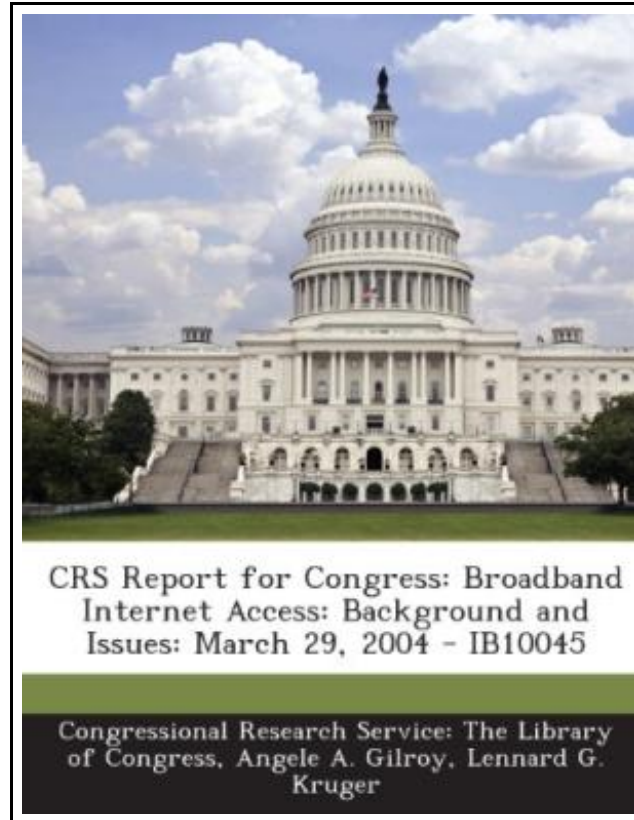 CRS Report for Congress: Broadband
Internet Access: Background and
Issues: March 29, 2004 - IB10045
Congressional Research Service: The Library
of Congress, Angele A. Gilroy, Lennard G.
Kruger